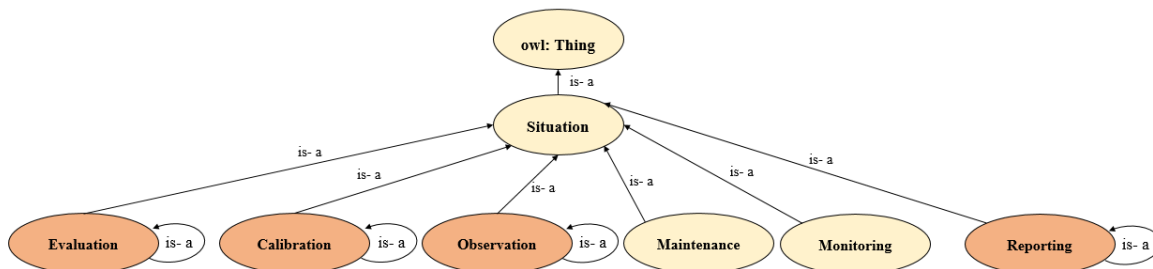 owl: Thing
is- a
Situation
is- a
is- a
is- a
is- a
is- a
is- a
Evaluation
is- a
Calibration
is- a
Observation
is- a
Maintenance
Monitoring
Reporting
is- a